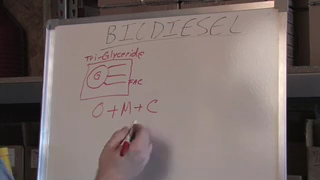 BIODIESEL
Tri-Glyceride
G
FAC
O+M+C